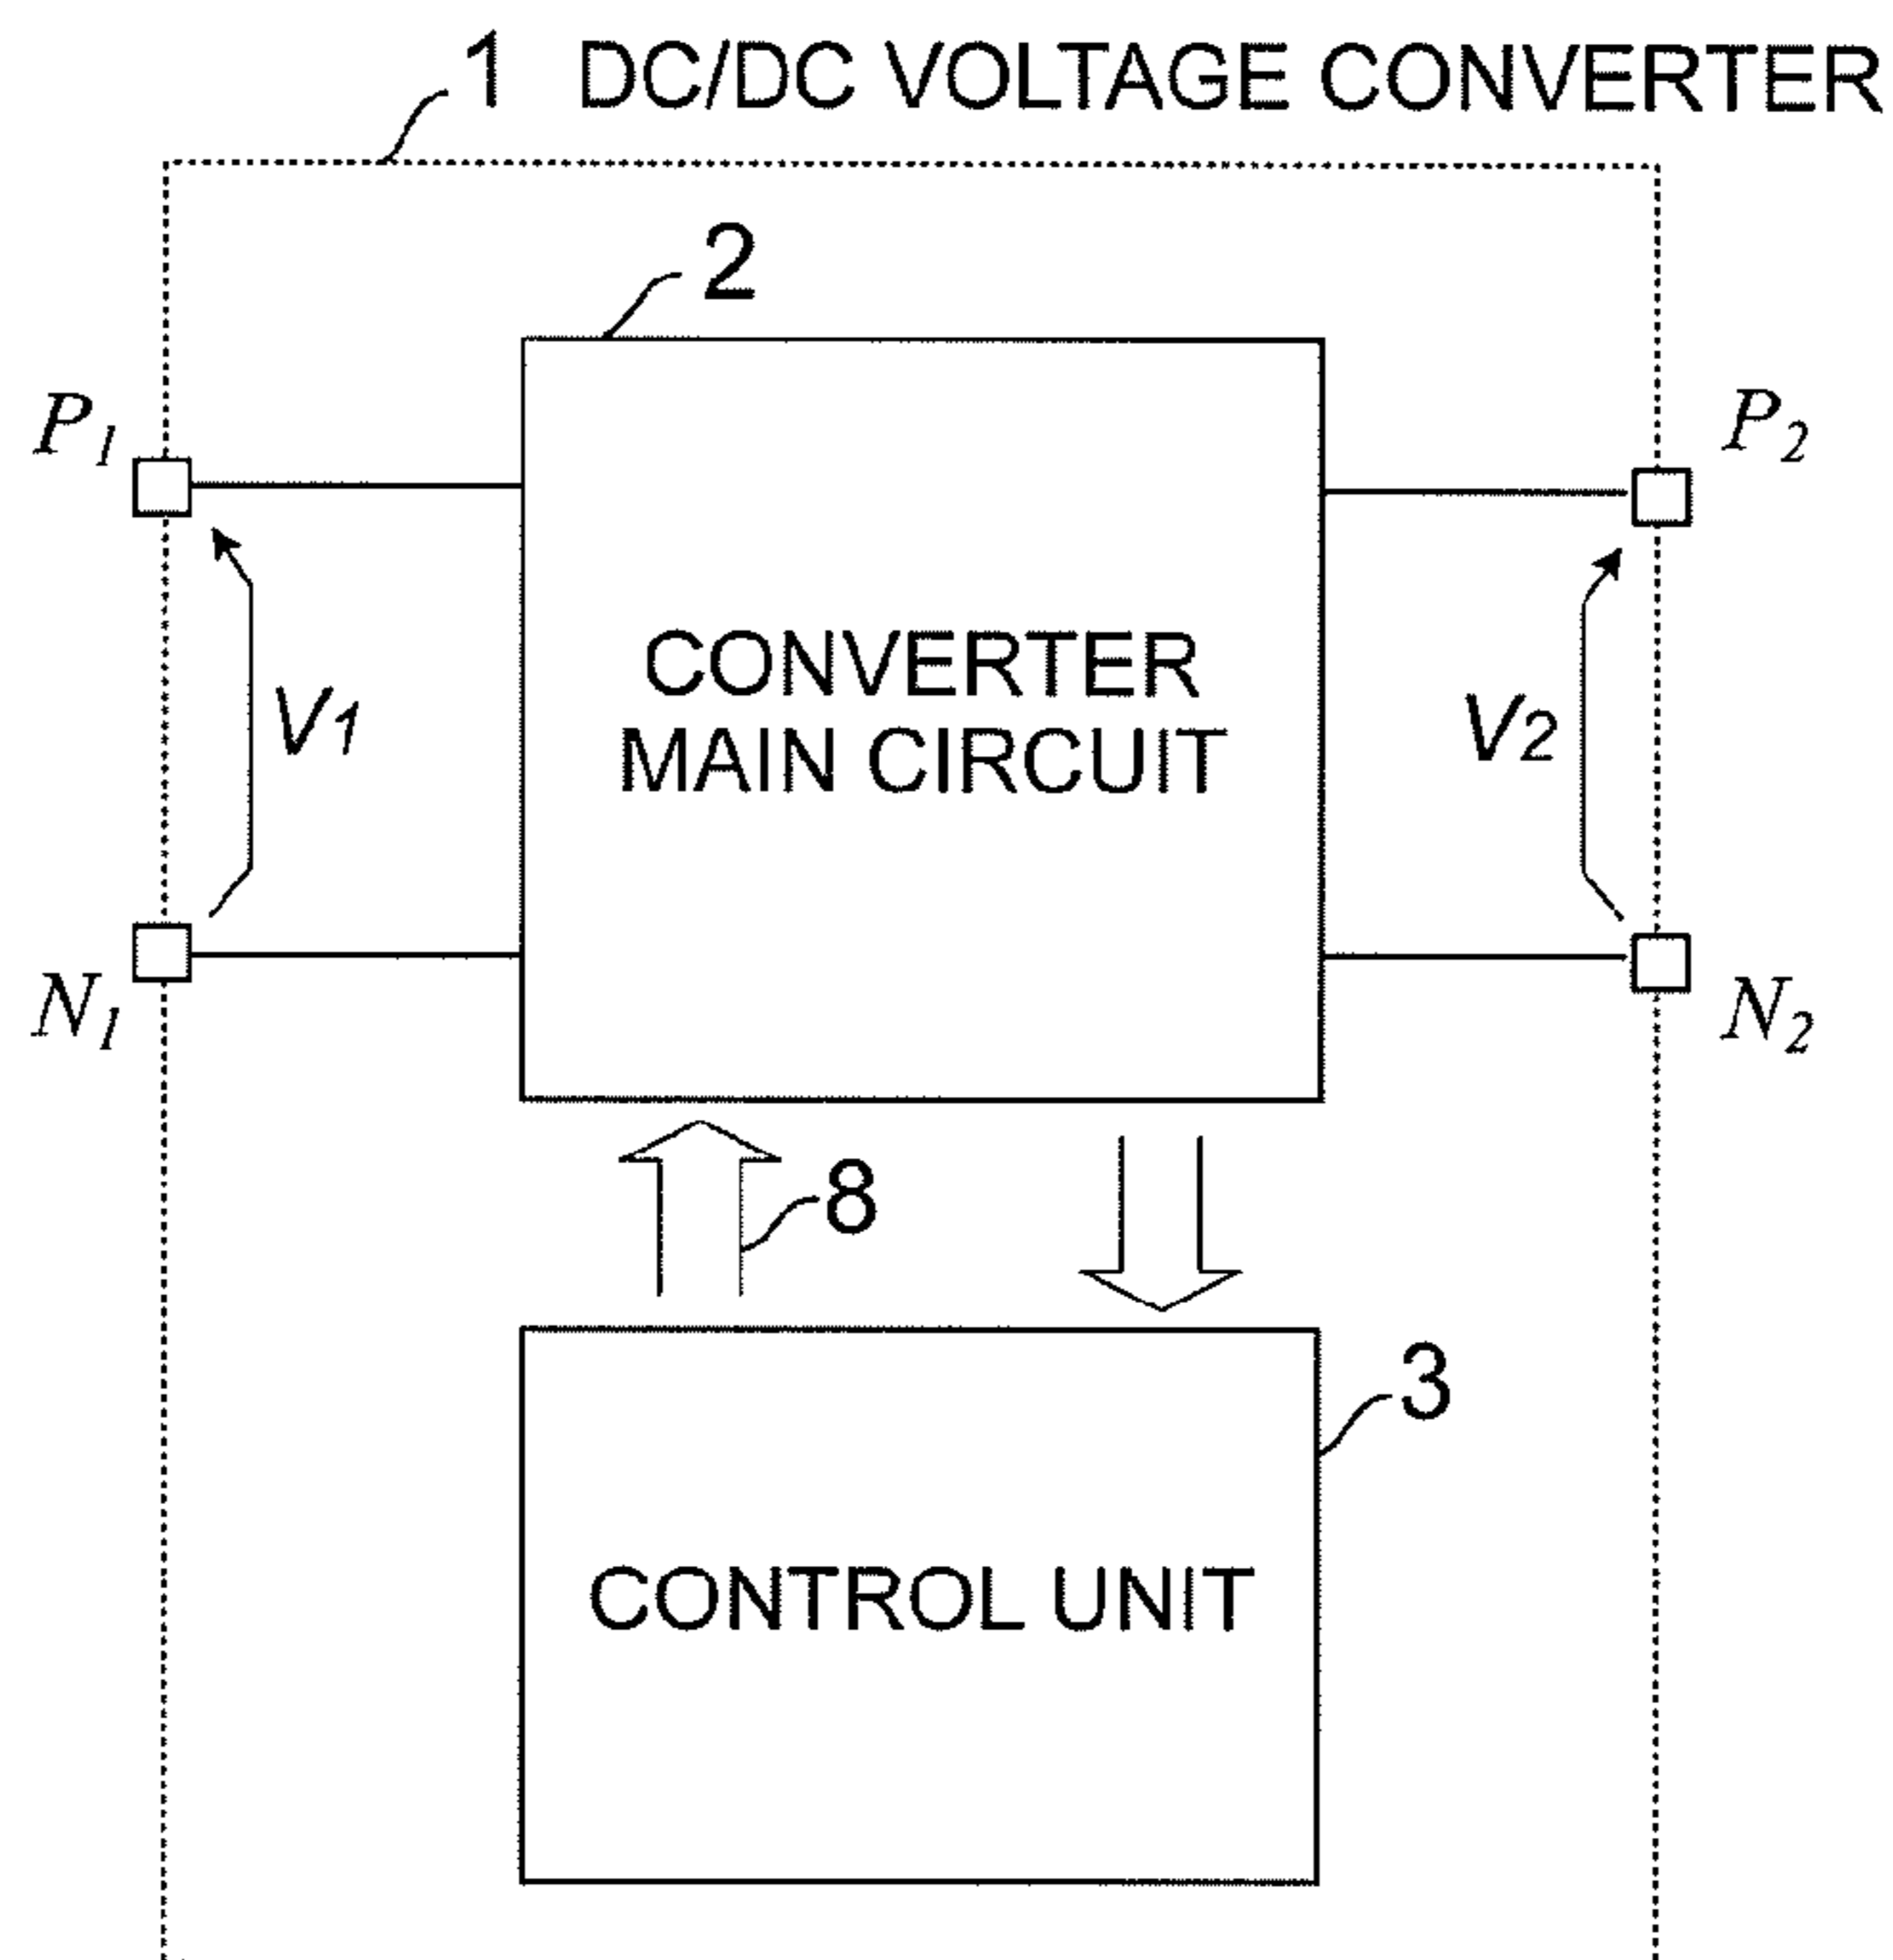 1 DC/DC VOLTAGE CONVERTER
2
P1
P2
CONVERTER
MAIN CIRCUIT
V1
V2
N1
N2
8
3
CONTROL UNIT